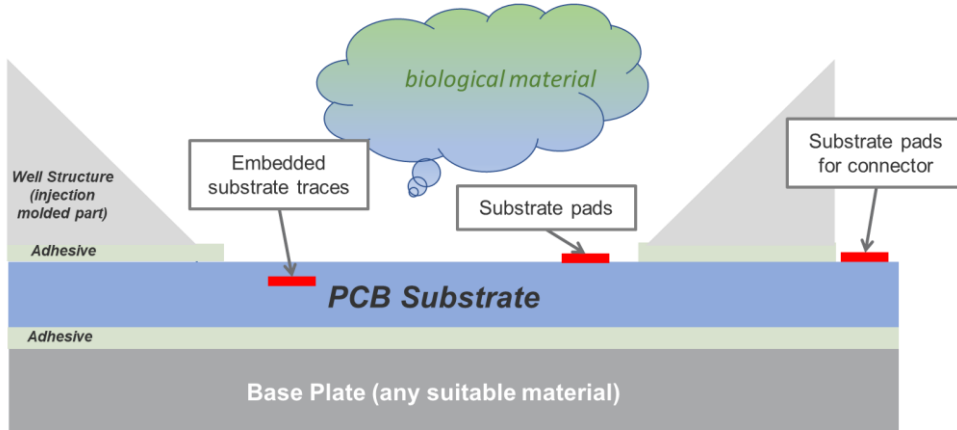 biological material
Substrate pads
for connector
Embedded
substrate traces
Well Structure
(injection
molded part)
Substrate pads
Adhesive
PCB Substrate
Adhesive
Base Plate (any suitable material)